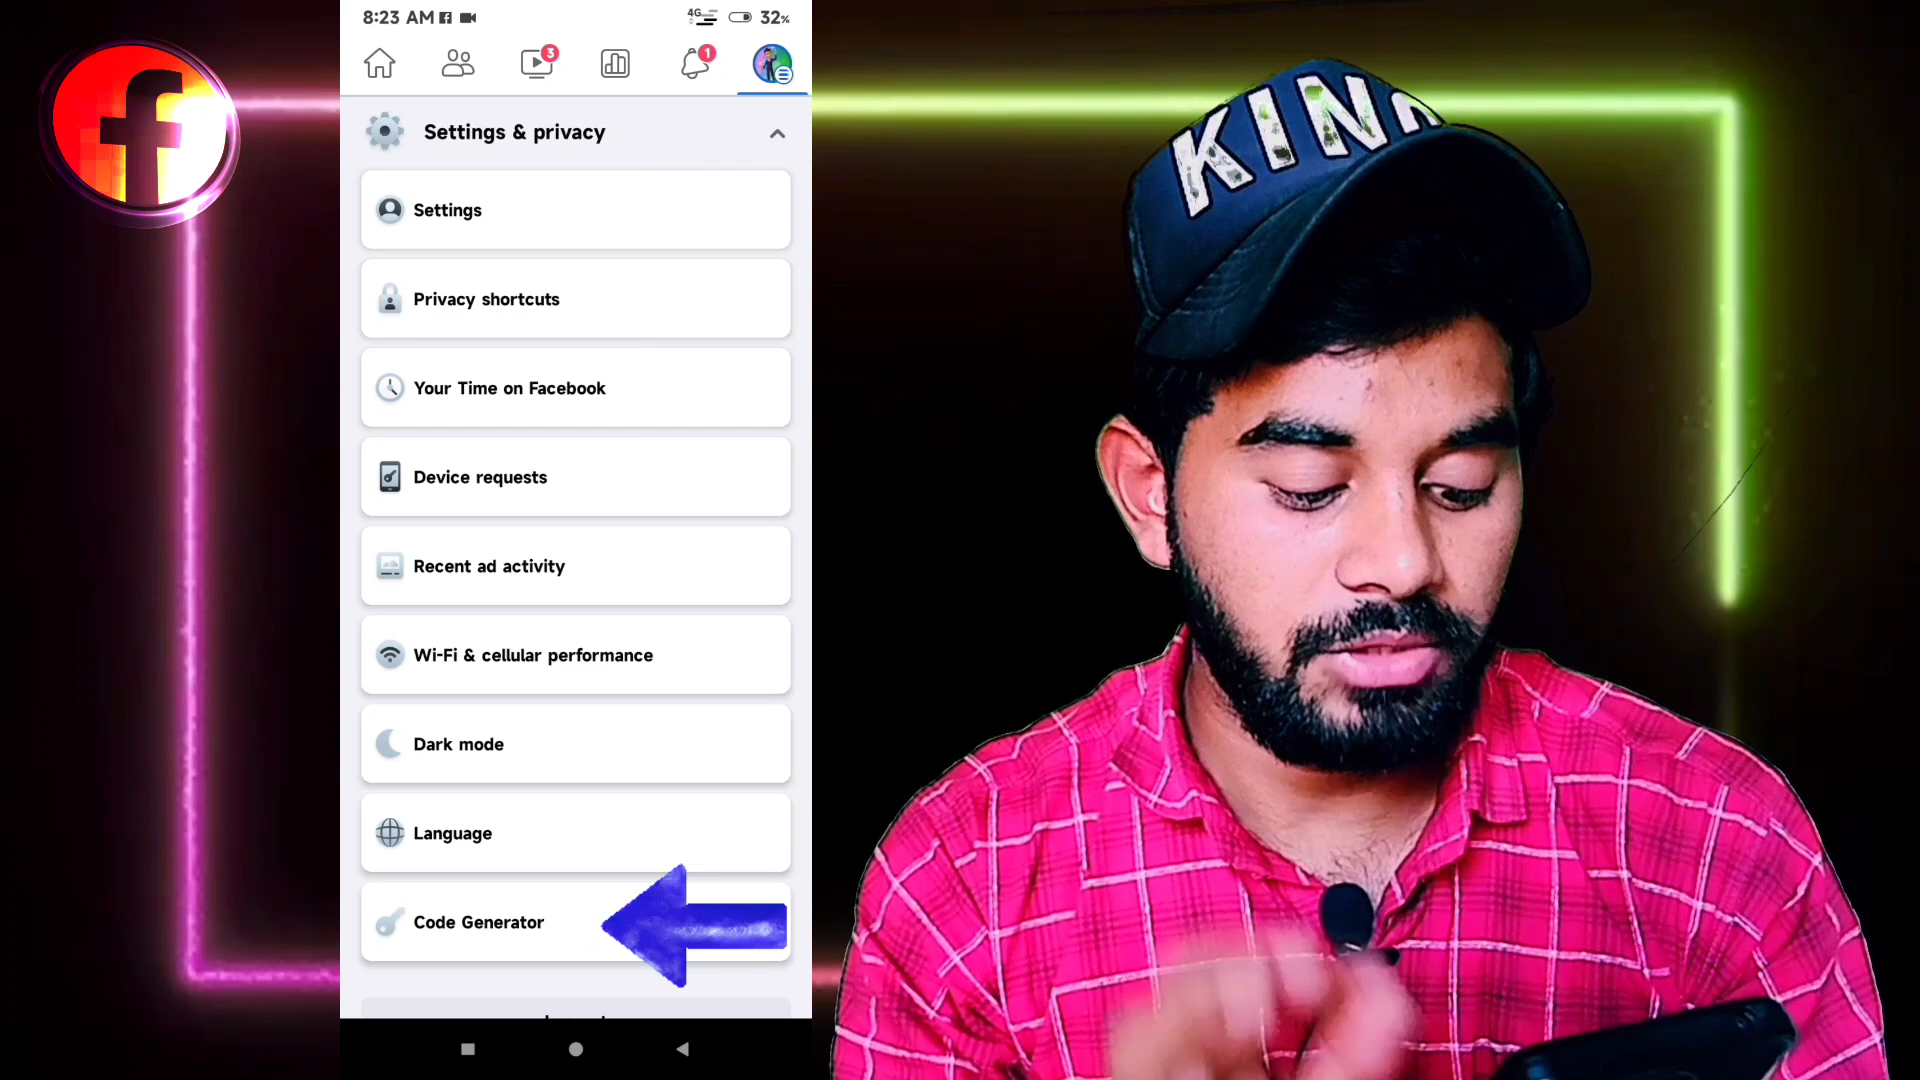 8:23 AM
4G
32%
3
1
Settings & privacy
Settings
Privacy shortcuts
Your Time on Facebook
Device requests
Recent ad activity
Wi-Fi & cellular performance
Dark mode
Language
Code Generator
f